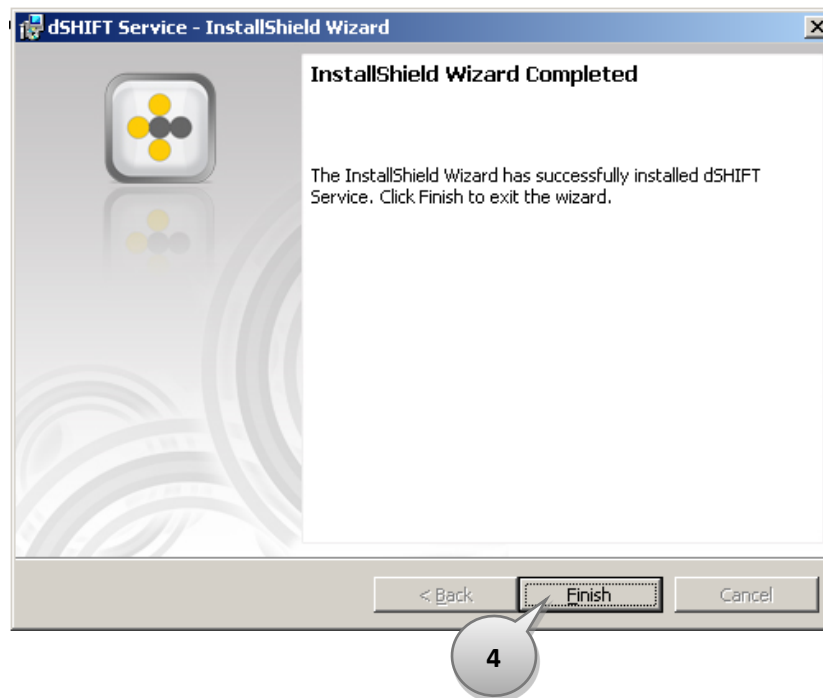 dSHIFT Service - InstallShield Wizard
InstallShield Wizard Completed
The InstallShield Wizard has successfully installed dSHIFT
Service. Click Finish to exit the wizard.
< Back
Finish
Cancel
4